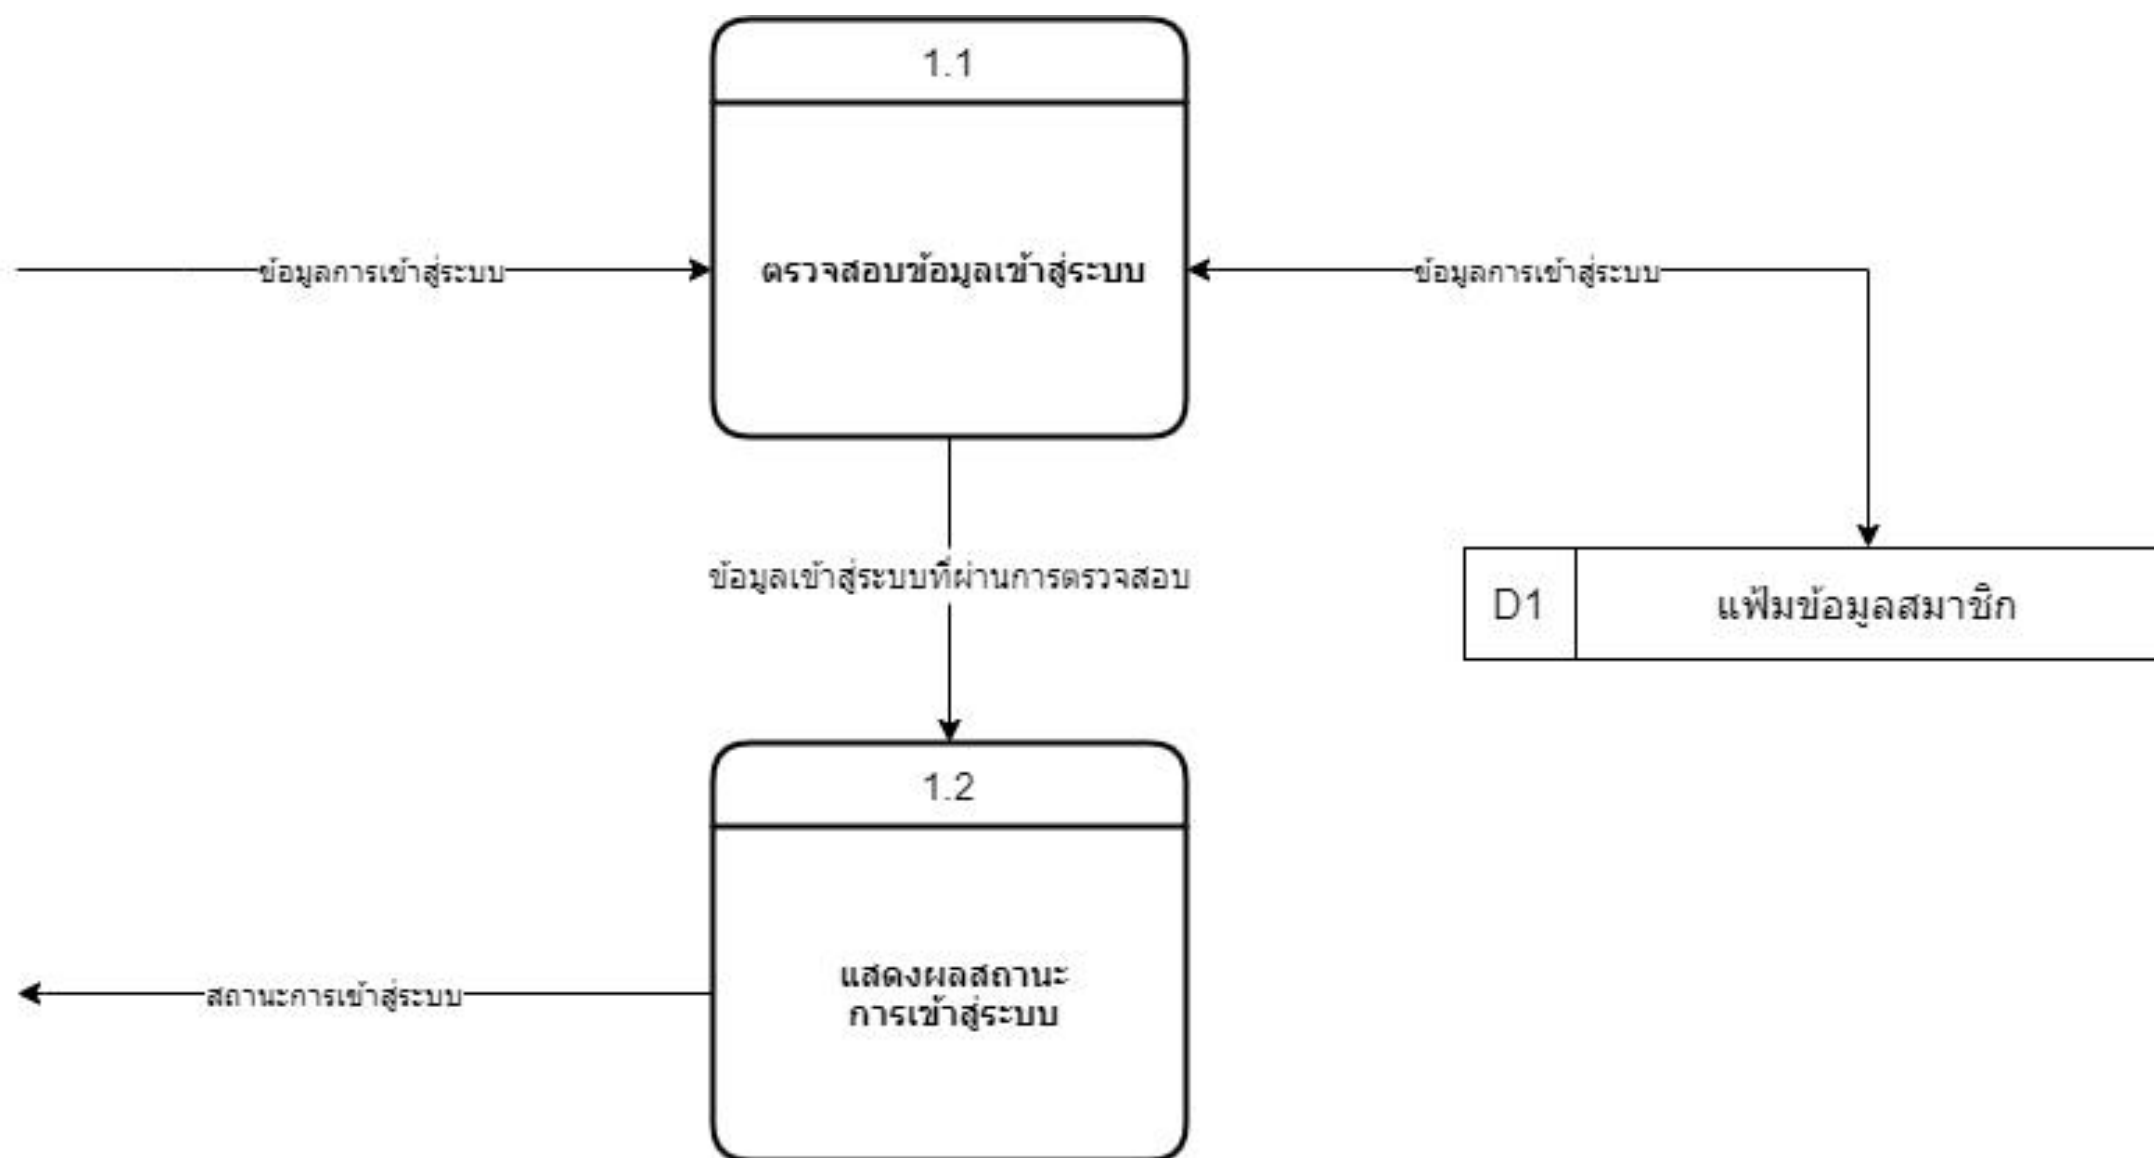 1.1
ข้อมูลการเข้าสู่ระบบ
ตรวจสอบข้อมูลเข้าสู่ระบบ
ข้อมูลการเข้าสู่ระบบ
ข้อมูลเข้าสู่ระบบที่ผ่านการตรวจสอบ
D1
แฟ้มข้อมูลสมาชิก
1.2
แสดงผลสถานะ
การเข้าสู่ระบบ
สถานะการเข้าสู่ระบบ